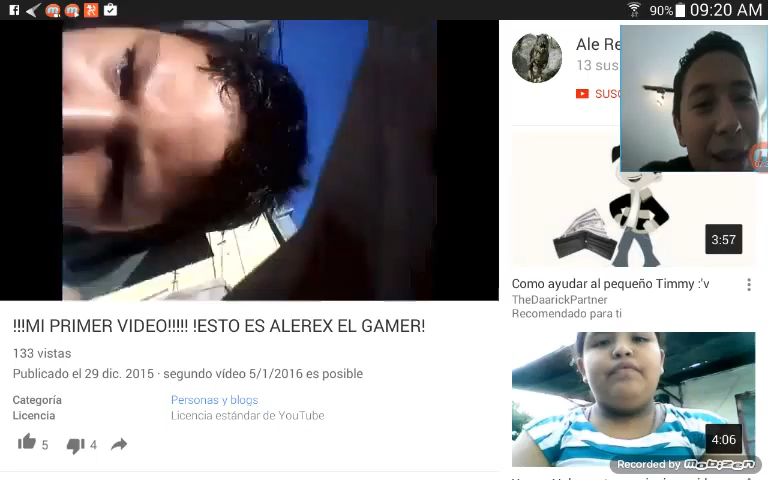 90% 09:20 AM
Ale Re
13 sus
SUSC
3:57
Como ayudar al pequeño Timmy :'v
TheDaarickPartner
Recomendado para ti
4:06
Recorded by mobizen
!!!MI PRIMER VIDEO!!!!! !ESTO ES ALEREX EL GAMER!
133 vistas
Publicado el 29 dic. 2015 · segundo vídeo 5/1/2016 es posible
Categoría Personas y blogs
Licencia Licencia estándar de YouTube
5 4